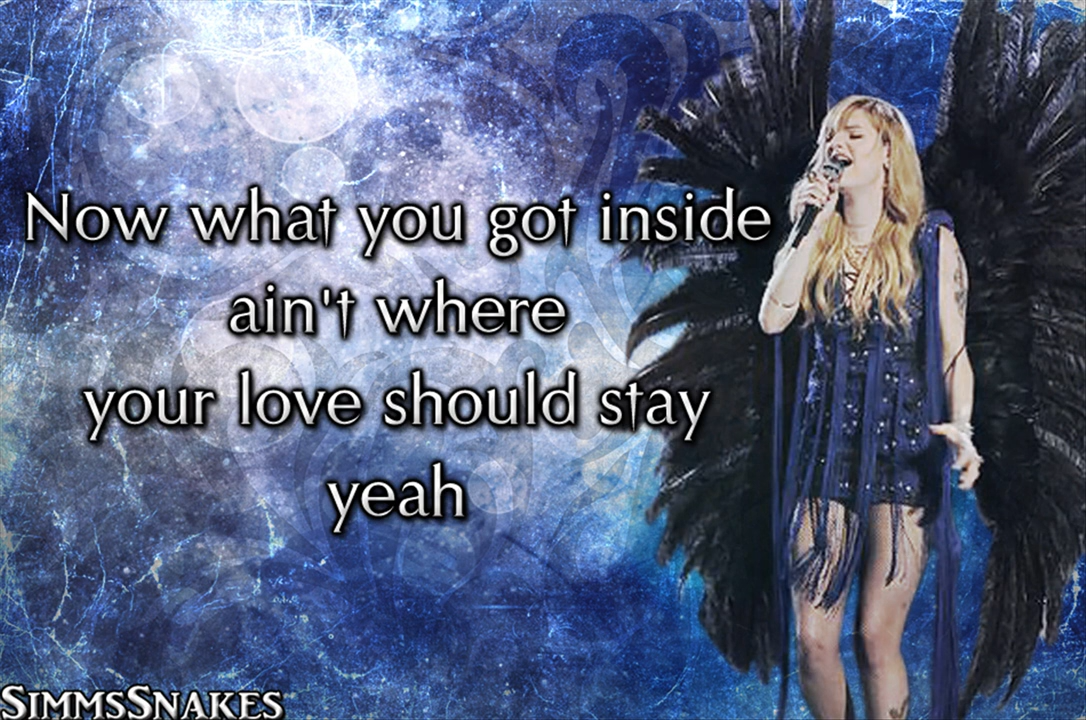 Now what you got inside
ain't where
your love should stay
yeah
SimmsSnakes